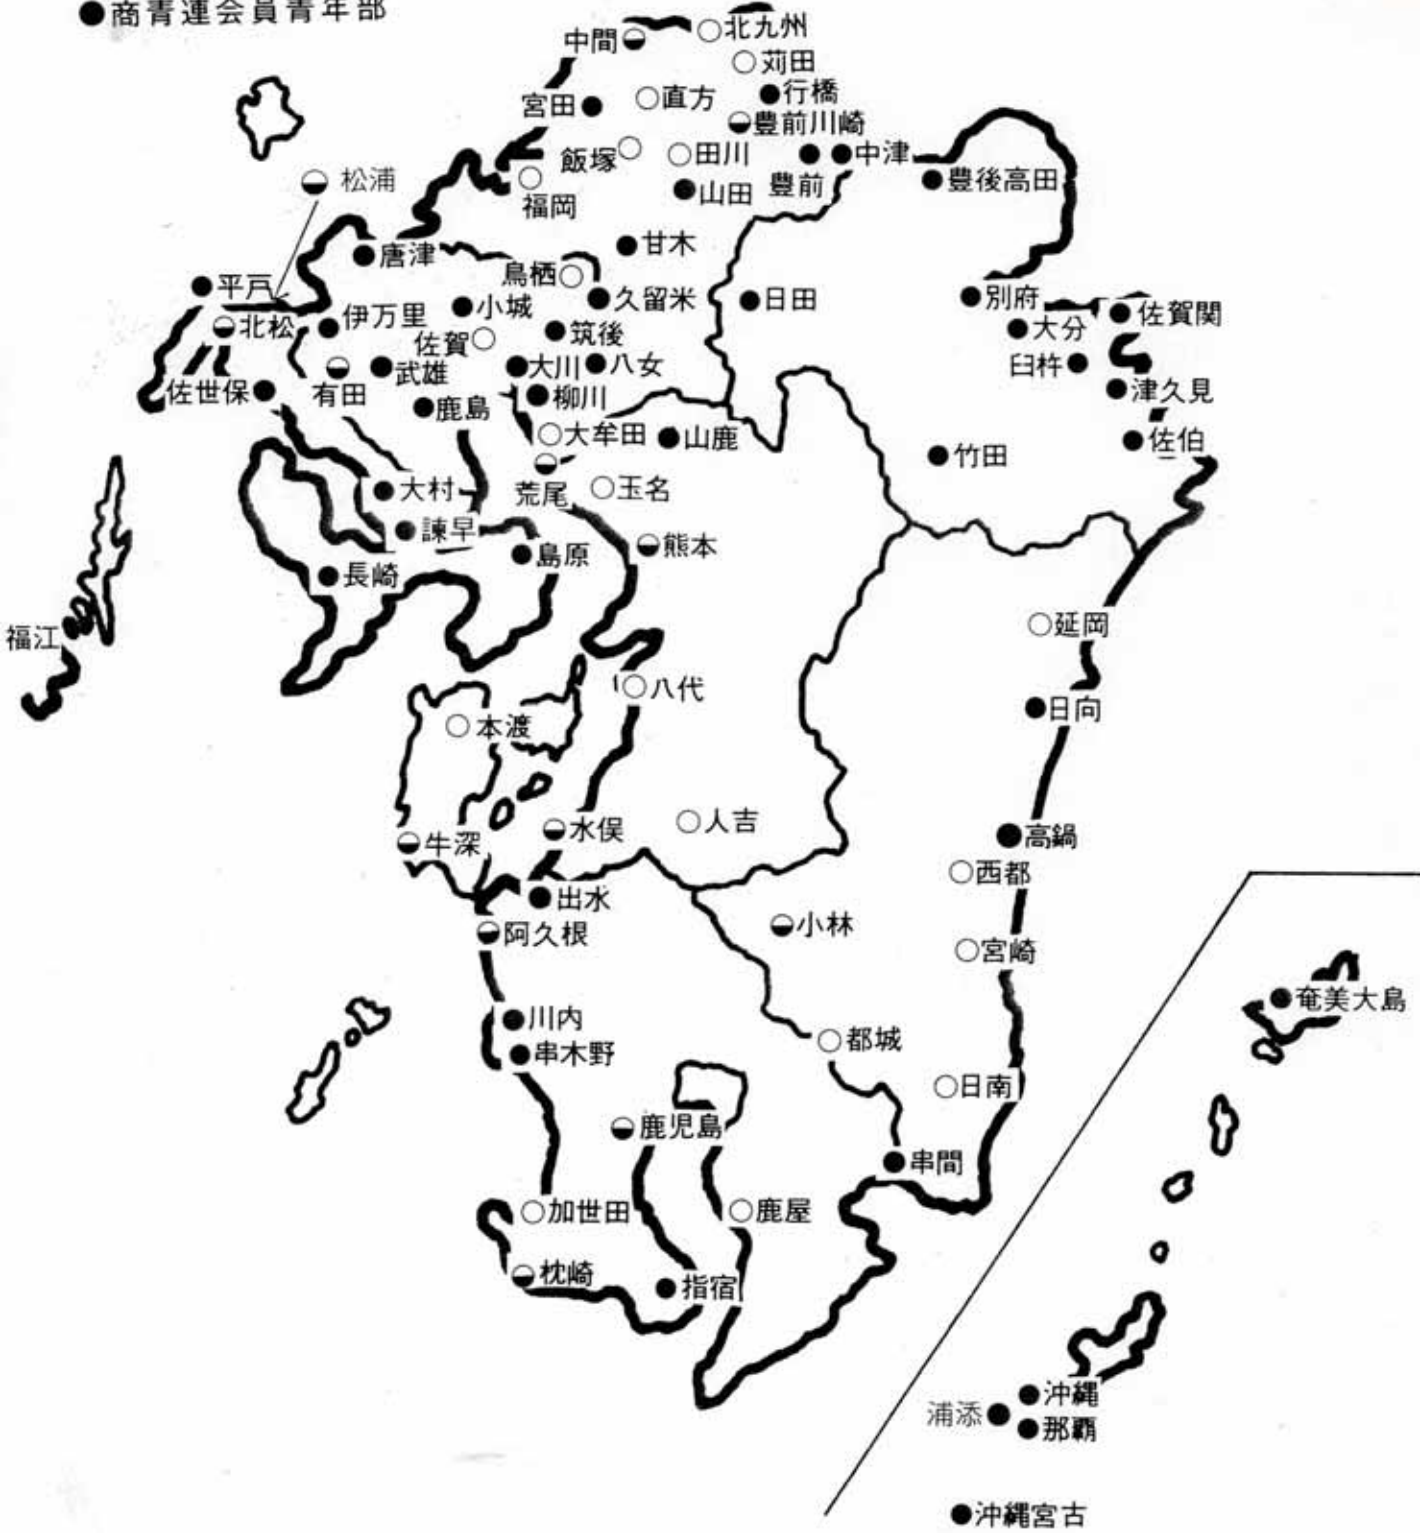 ●商青連会員青年部
中間
北九州
苅田
宮田
直方
行橋
豊前川崎
飯塚
田川
豊前
中津
松浦
福岡
山田
豊後高田
唐津
甘木
鳥栖
平戸
小城
久留米
日田
別府
佐賀関
北松
伊万里
佐賀
筑後
大分
有田
武雄
大川
八女
臼杵
佐世保
鹿島
柳川
津久見
大牟田
山鹿
佐伯
竹田
大村
荒尾
玉名
諫早
島原
熊本
長崎
福江
延岡
八代
本渡
日向
牛深
水俣
人吉
高鍋
西都
出水
阿久根
小林
宮崎
奄美大島
川内
串木野
都城
日南
鹿児島
串間
加世田
鹿屋
枕崎
指宿
沖縄
浦添
那覇
沖縄宮古